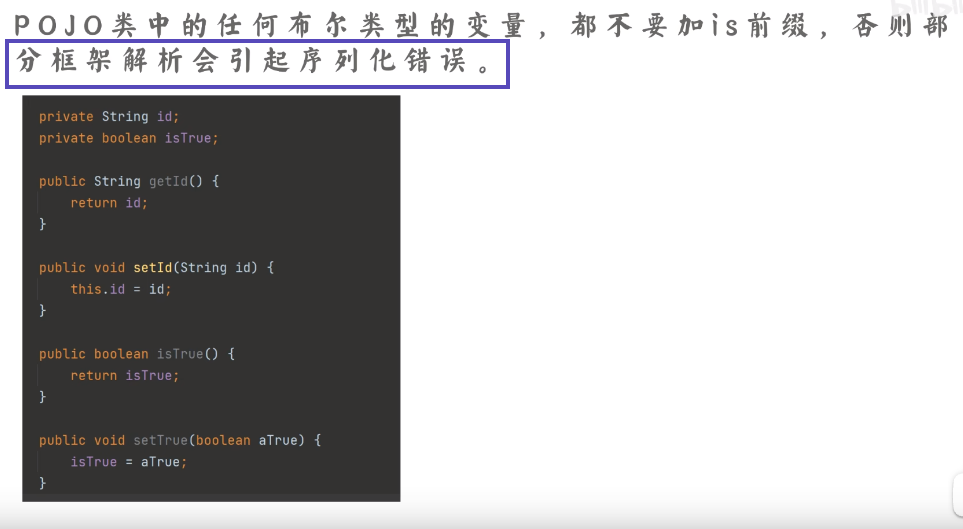 POJO类中的任何布尔类型的变量，都不要加is前缀，否则部
分框架解析会引起序列化错误。
private String id;
private boolean isTrue;
public String getId() {
return id;
}
public void setId(String id) {
this.id = id;
}
public boolean isTrue() {
return isTrue;
}
public void setTrue(boolean aTrue) {
isTrue = aTrue;
}